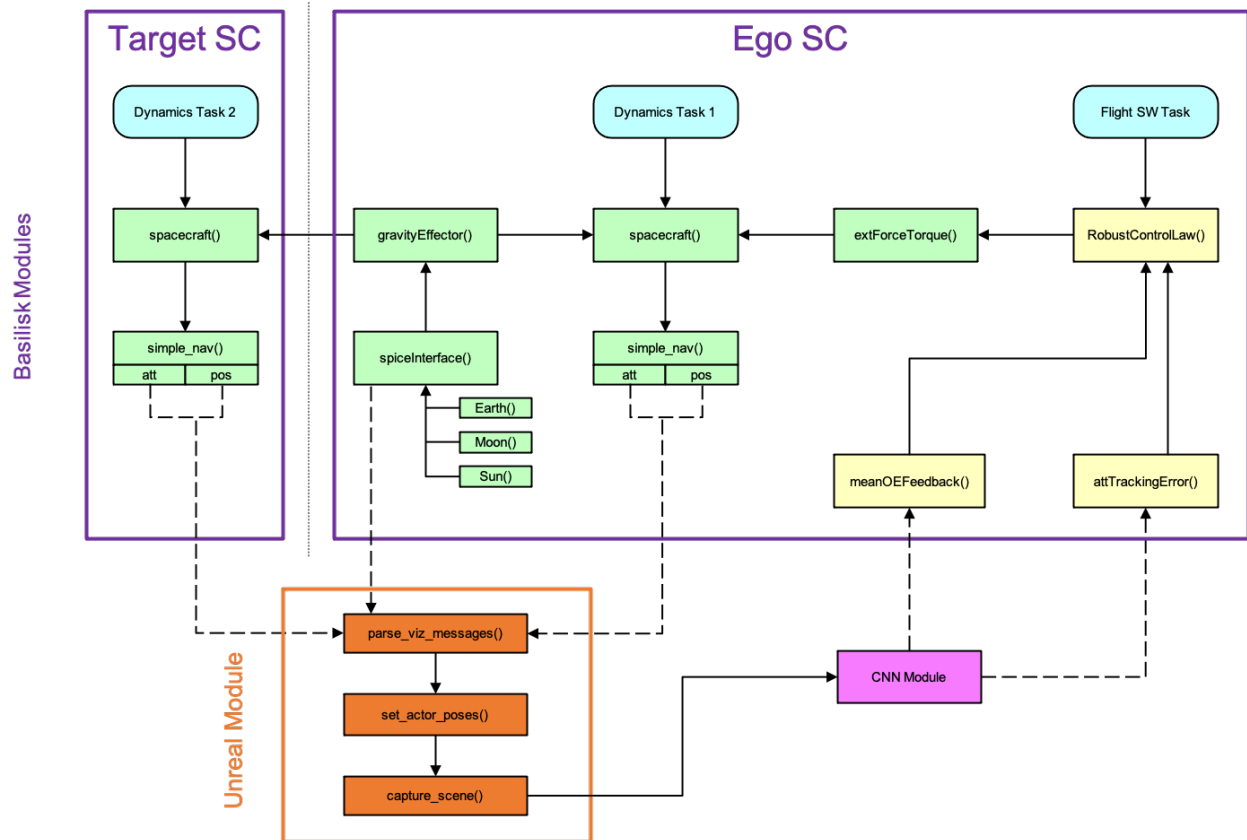 Target SC
Ego SC
Dynamics Task 2
Dynamics Task 1
Flight SW Task
Basilisk Modules
spacecraft()
gravityEffector()
spacecraft()
extForceTorque()
RobustControlLaw()
simple_nav()
att
pos
spiceInterface()
simple_nav()
att
pos
Earth()
Moon()
Sun()
meanOEFeedback()
attTrackingError()
Unreal Module
parse_viz_messages()
set_actor_poses()
capture_scene()
CNN Module